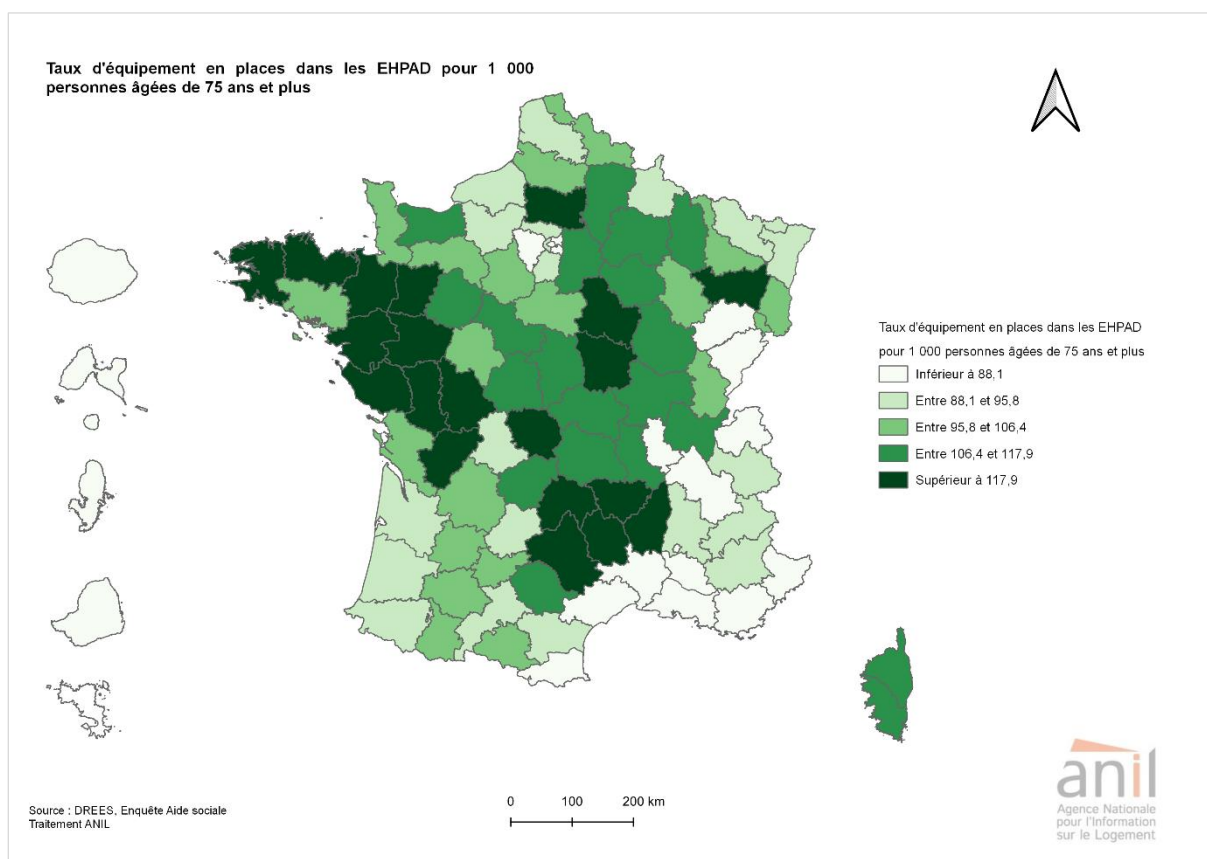 Taux d'équipement en places dans les EHPAD pour 1 000
personnes âgées de 75 ans et plus
Taux d'équipement en places dans les EHPAD
pour 1 000 personnes âgées de 75 ans et plus
Inférieur à 88,1
Entre 88,1 et 95,8
Entre 95,8 et 106,4
Entre 106,4 et 117,9
Supérieur à 117,9
Source : DREES, Enquête Aide sociale
Traitement ANIL
0 100 200 km
anil
Agence Nationale
pour l'Information
sur le Logement